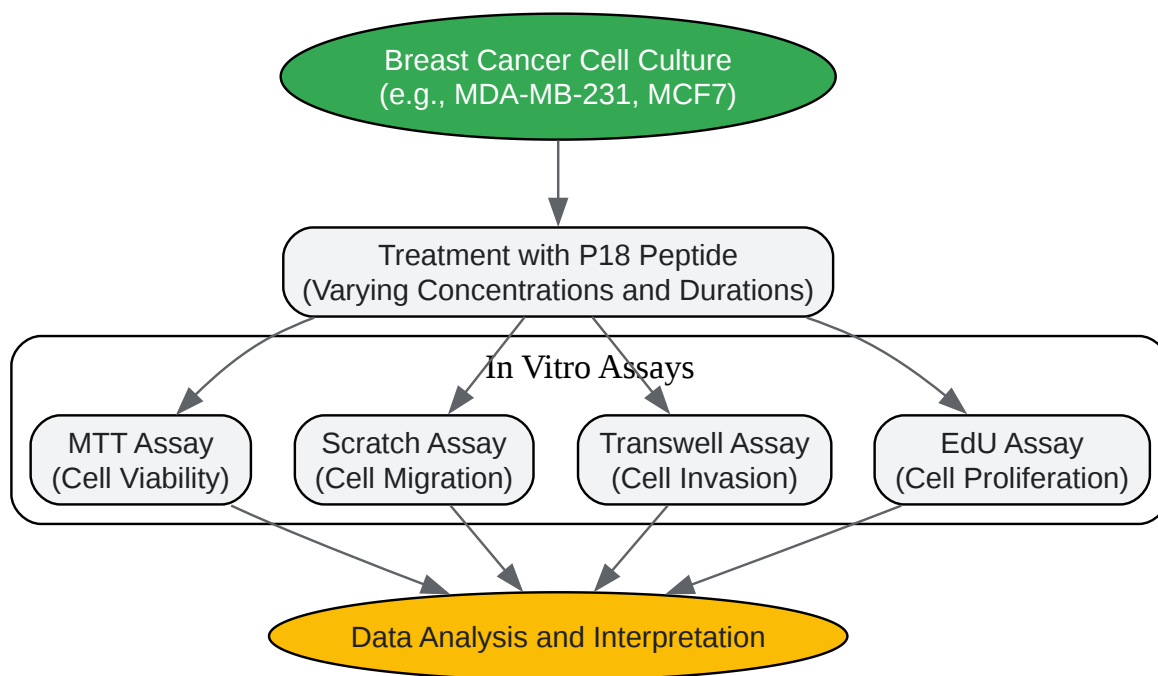 Breast Cancer Cell Culture
(e.g., MDA-MB-231, MCF7)
Treatment with P18 Peptide
(Varying Concentrations and Durations)
In Vitro Assays
MTT Assay
(Cell Viability)
Scratch Assay
(Cell Migration)
Transwell Assay
(Cell Invasion)
EdU Assay
(Cell Proliferation)
Data Analysis and Interpretation